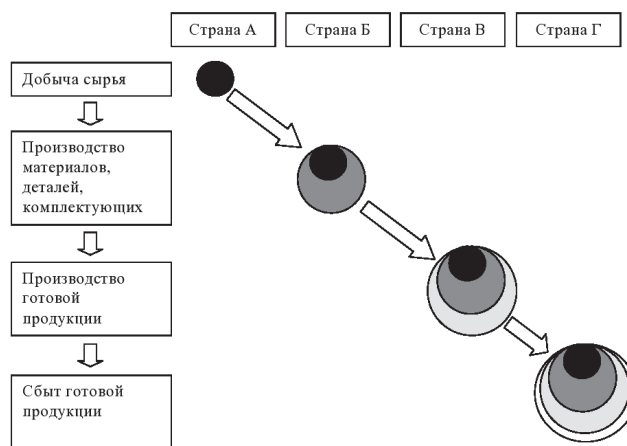 Страна А
Страна Б
Страна В
Страна Г
Добыча сырья
Производство
материалов,
деталей,
комплектующих
Производство
готовой
продукции
Сбыт готовой
продукции